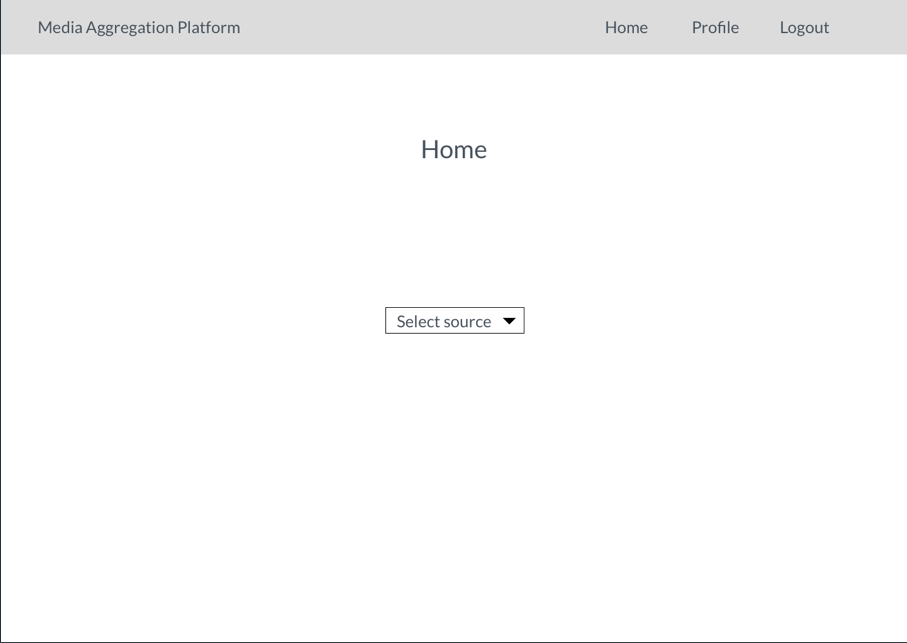 Media Aggregation Platform Home Profile Logout
Home
Select source